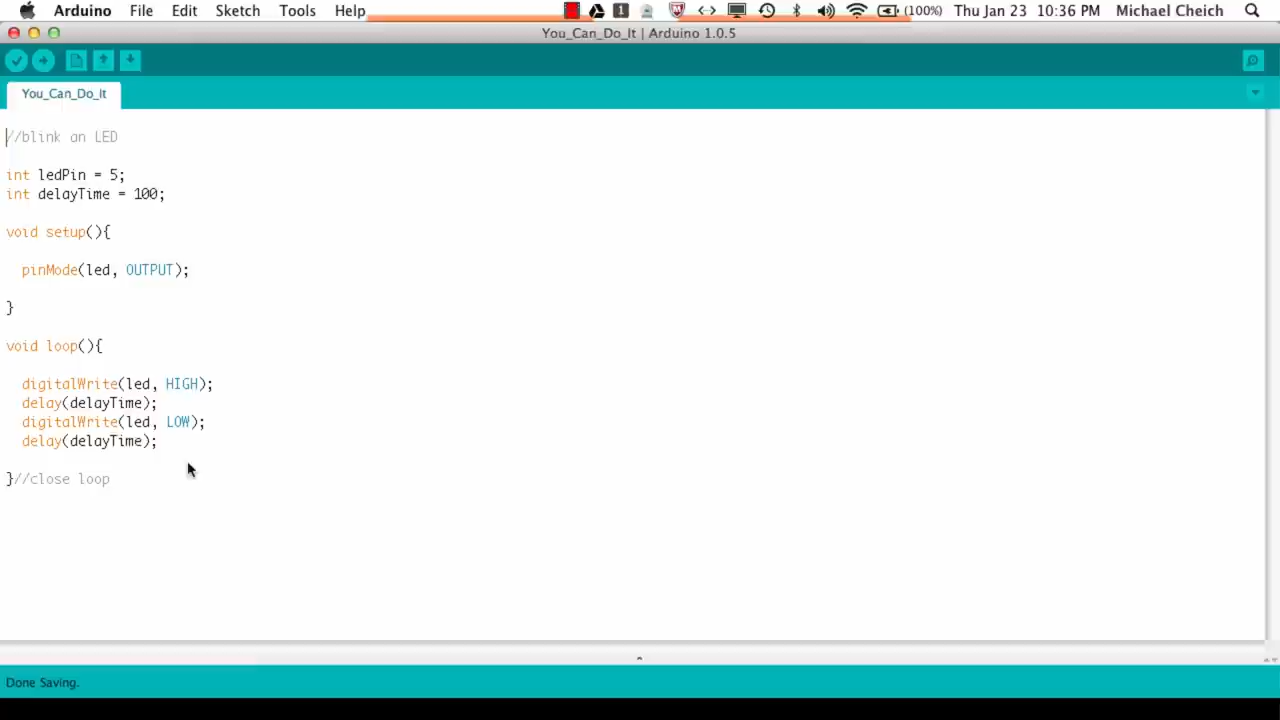 Arduino File Edit Sketch Tools Help 1 (100%) Thu Jan 23 10:36 PM Michael Cheich
You_Can_Do_It | Arduino 1.0.5
You_Can_Do_It
//blink an LED
int ledPin = 5;
int delayTime = 100;
void setup(){
pinMode(led, OUTPUT);
}
void loop(){
digitalWrite(led, HIGH);
delay(delayTime);
digitalWrite(led, LOW);
delay(delayTime);
}//close loop
Done Saving.